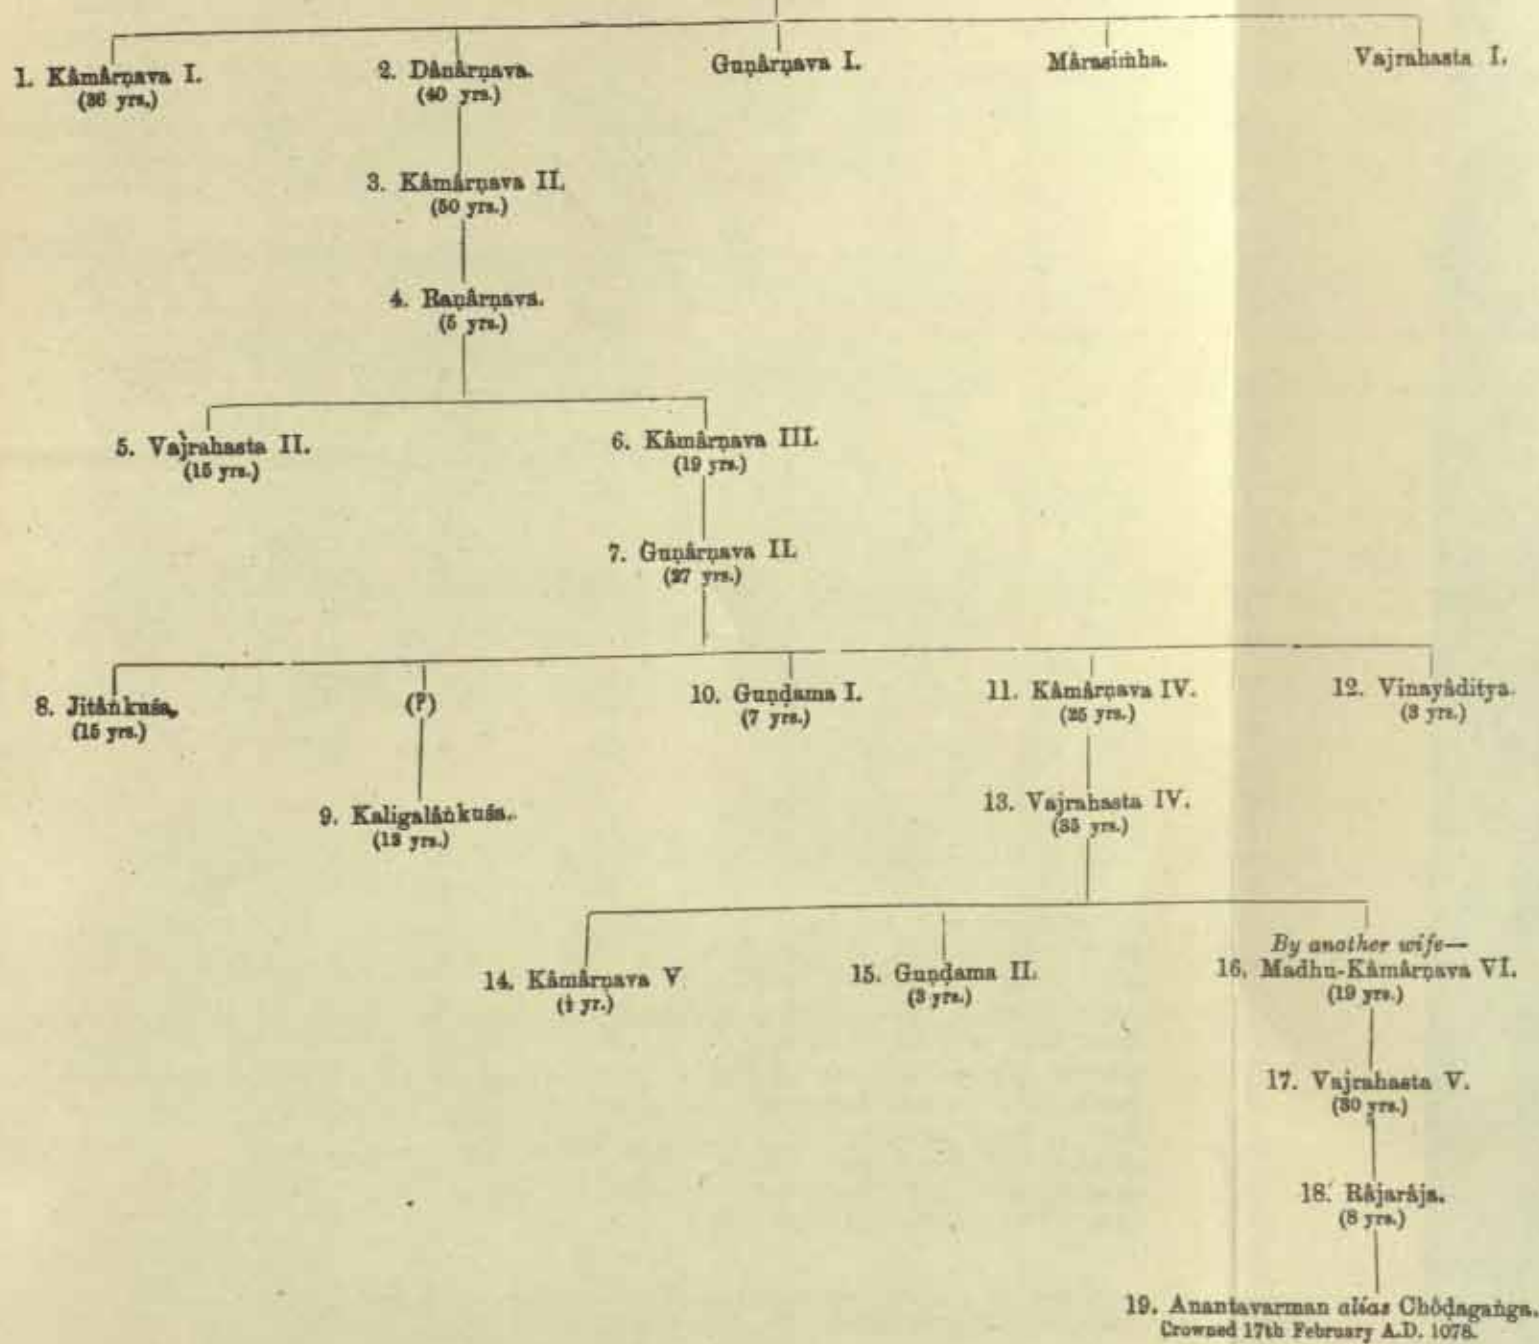 1. Kâmârṇava I.
(36 yrs.)
2. Dânârṇava.
(40 yrs.)
Guṇârṇava I.
Mârasiṁha.
Vajrahasta I.
3. Kâmârṇava II.
(50 yrs.)
4. Raṇârṇava.
(5 yrs.)
5. Vajrahasta II.
(15 yrs.)
6. Kâmârṇava III.
(19 yrs.)
7. Guṇârṇava II.
(27 yrs.)
8. Jitâṅkuśa.
(15 yrs.)
(?)
10. Guṇḍama I.
(7 yrs.)
11. Kâmârṇava IV.
(25 yrs.)
12. Vinayâditya.
(3 yrs.)
9. Kaligalâṅkuśa.
(12 yrs.)
13. Vajrahasta IV.
(35 yrs.)
14. Kâmârṇava V
(½ yr.)
15. Guṇḍama II.
(3 yrs.)
By another wife—
16. Madhu-Kâmârṇava VI.
(19 yrs.)
17. Vajrahasta V.
(30 yrs.)
18. Râjarâja.
(8 yrs.)
19. Anantavarman alias Chôḍagaṅga.
Crowned 17th February A.D. 1078.